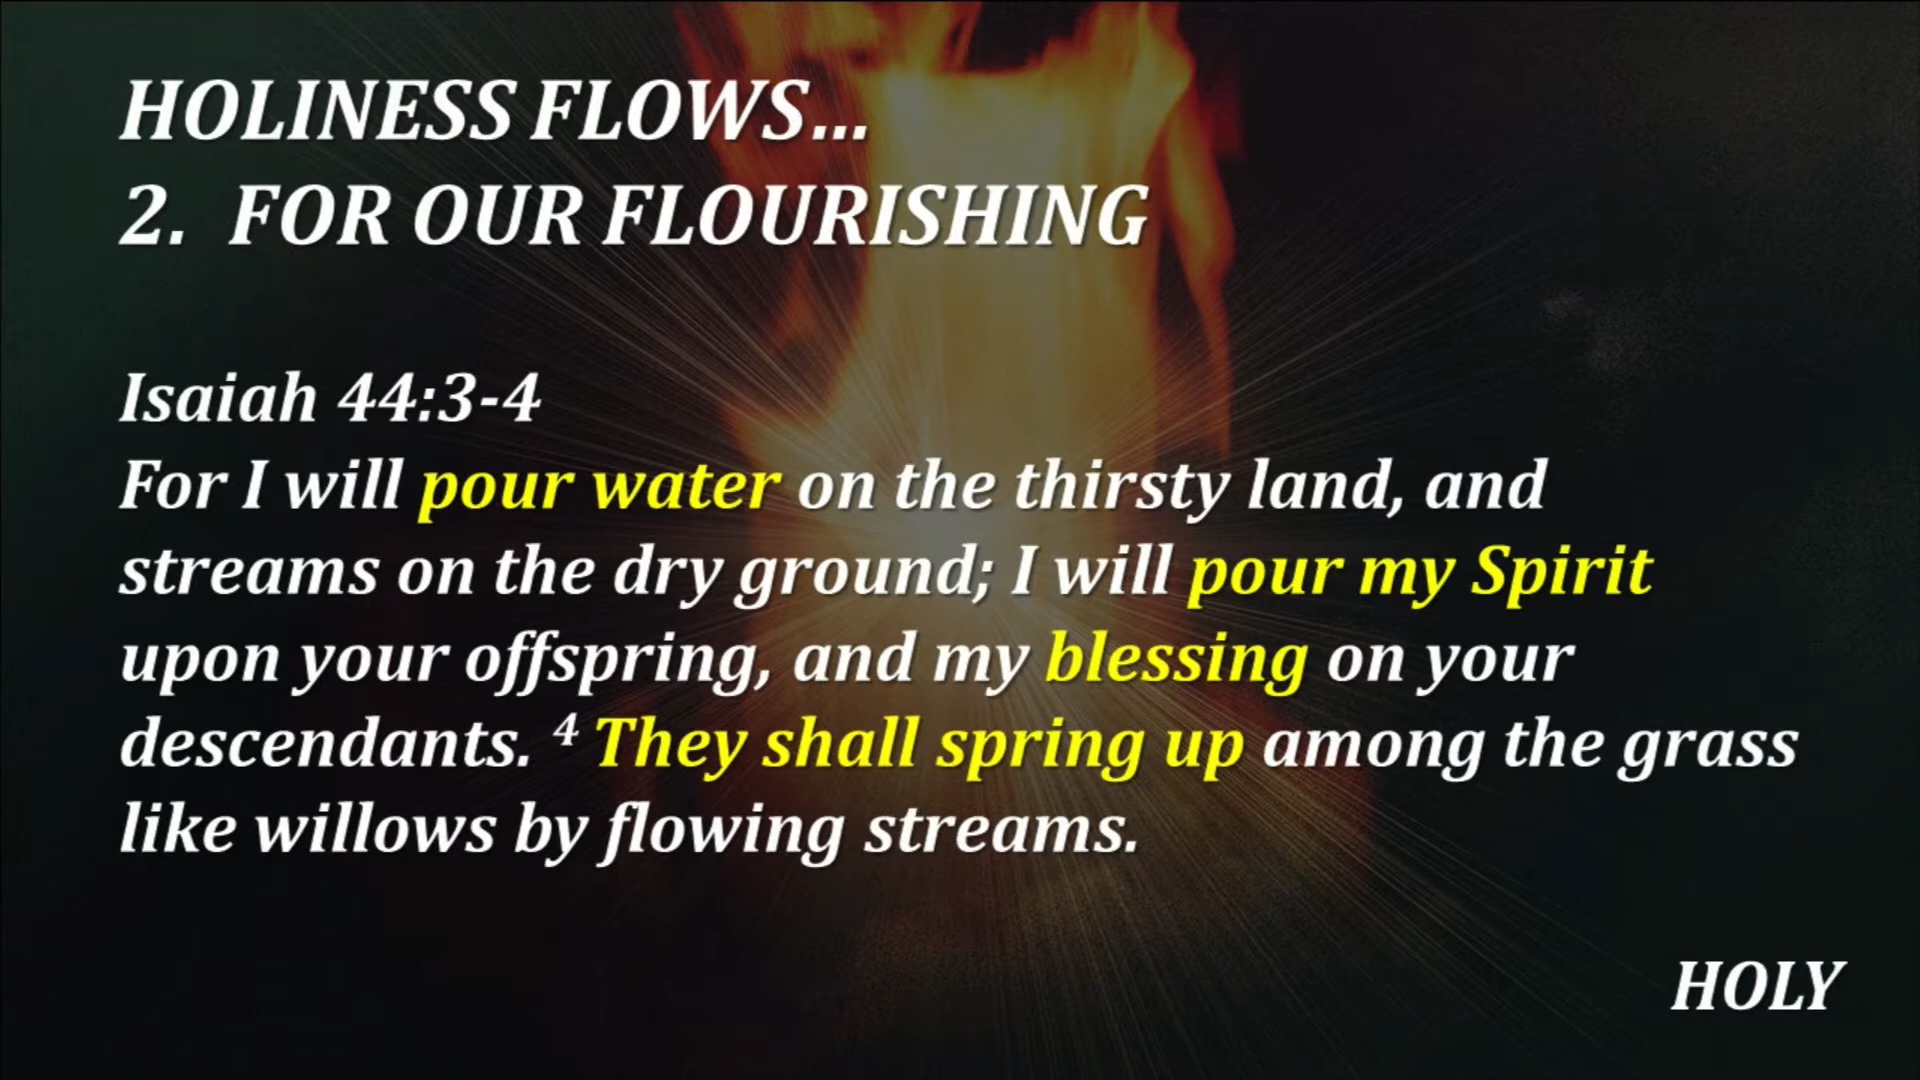 HOLINESS FLOWS...
2. FOR OUR FLOURISHING
Isaiah 44:3-4
For I will pour water on the thirsty land, and
streams on the dry ground; I will pour my Spirit
upon your offspring, and my blessing on your
descendants. ⁴ They shall spring up among the grass
like willows by flowing streams.
HOLY